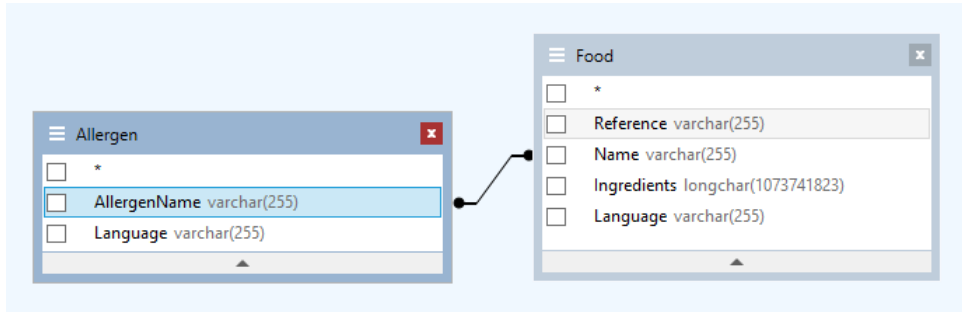 Allergen
*
AllergenName varchar(255)
Language varchar(255)
Food
*
Reference varchar(255)
Name varchar(255)
Ingredients longchar(1073741823)
Language varchar(255)